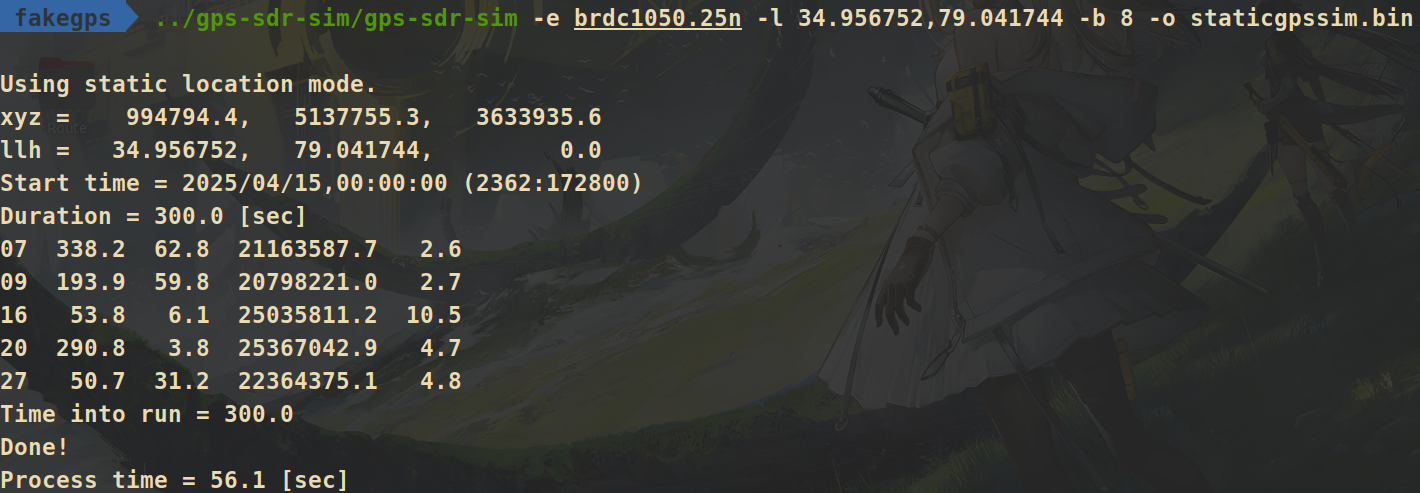 fakegps ../gps-sdr-sim/gps-sdr-sim -e brdc1050.25n -l 34.956752,79.041744 -b 8 -o staticgpssim.bin
Using static location mode.
xyz =    994794.4,   5137755.3,   3633935.6
Route
llh =   34.956752,   79.041744,         0.0
Start time = 2025/04/15,00:00:00 (2362:172800)
Duration = 300.0 [sec]
07  338.2  62.8  21163587.7   2.6
09  193.9  59.8  20798221.0   2.7
16   53.8   6.1  25035811.2  10.5
20  290.8   3.8  25367042.9   4.7
27   50.7  31.2  22364375.1   4.8
Time into run = 300.0
Done!
Process time = 56.1 [sec]